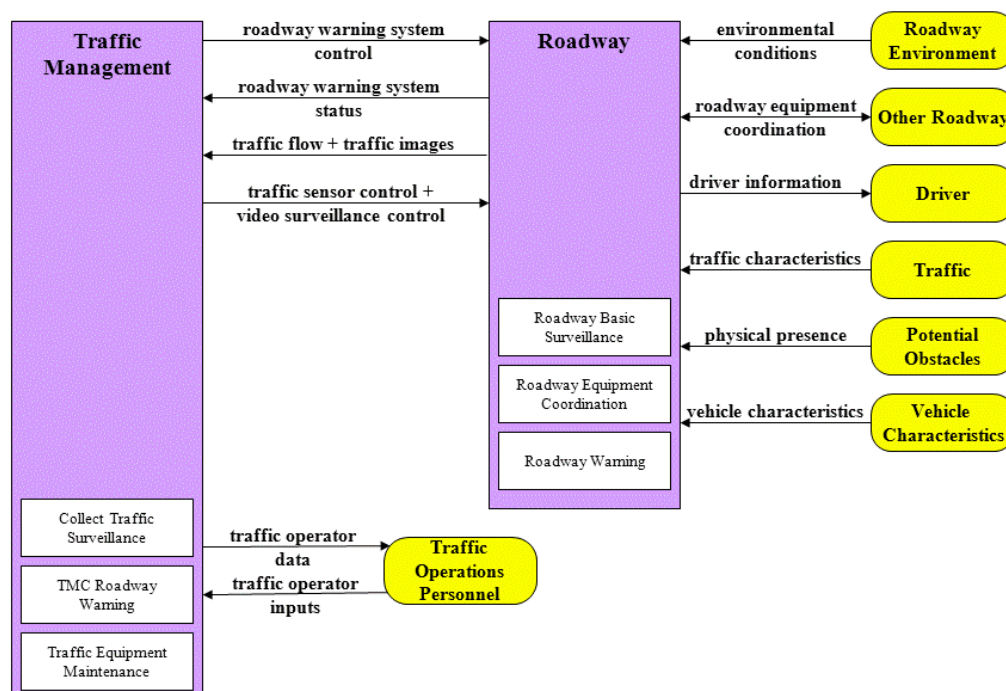 Traffic
Management
roadway warning system
control
roadway warning system
status
traffic flow + traffic images
traffic sensor control +
video surveillance control
Roadway
environmental
conditions
Roadway
Environment
roadway equipment
coordination
Other Roadway
driver information
Driver
traffic characteristics
Traffic
physical presence
Potential
Obstacles
vehicle characteristics
Vehicle
Characteristics
Roadway Basic
Surveillance
Roadway Equipment
Coordination
Roadway Warning
Collect Traffic
Surveillance
TMC Roadway
Warning
Traffic Equipment
Maintenance
traffic operator
data
traffic operator
inputs
Traffic
Operations
Personnel